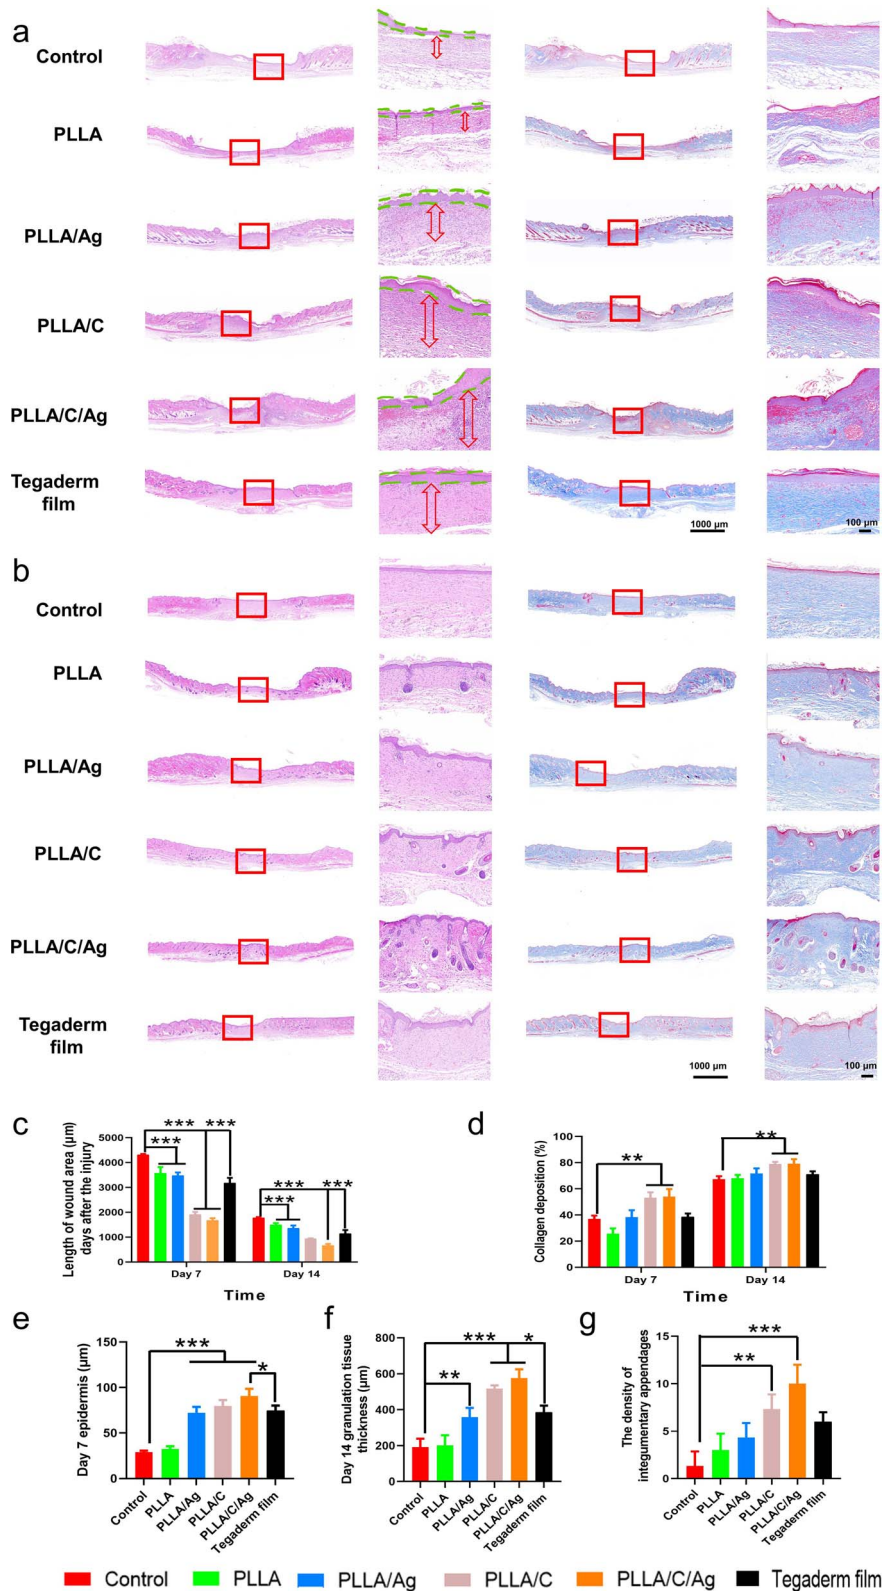 a
Control
PLLA
PLLA/Ag
PLLA/C
PLLA/C/Ag
Tegaderm
film
1000 μm
100 μm
b
Control
PLLA
PLLA/Ag
PLLA/C
PLLA/C/Ag
Tegaderm
film
1000 μm
100 μm
c
Length of wound area (μm)
days after the injury
5000
4000
3000
2000
1000
0
***
***
***
***
***
***
Day 7
Day 14
Time
d
Collagen deposition (%)
100
80
60
40
20
0
**
**
Day 7
Day 14
Time
e
Day 7 epidermis (μm)
150
100
50
0
***
*
Control
PLLA
PLLA/Ag
PLLA/C
PLLA/C/Ag
Tegaderm film
f
Day 14 granulation tissue
thickness (μm)
800
600
400
200
0
***
*
**
Control
PLLA
PLLA/Ag
PLLA/C
PLLA/C/Ag
Tegaderm film
g
The density of
integumentary appendages
15
10
5
0
***
**
Control
PLLA
PLLA/Ag
PLLA/C
PLLA/C/Ag
Tegaderm film
Control
PLLA
PLLA/Ag
PLLA/C
PLLA/C/Ag
Tegaderm film